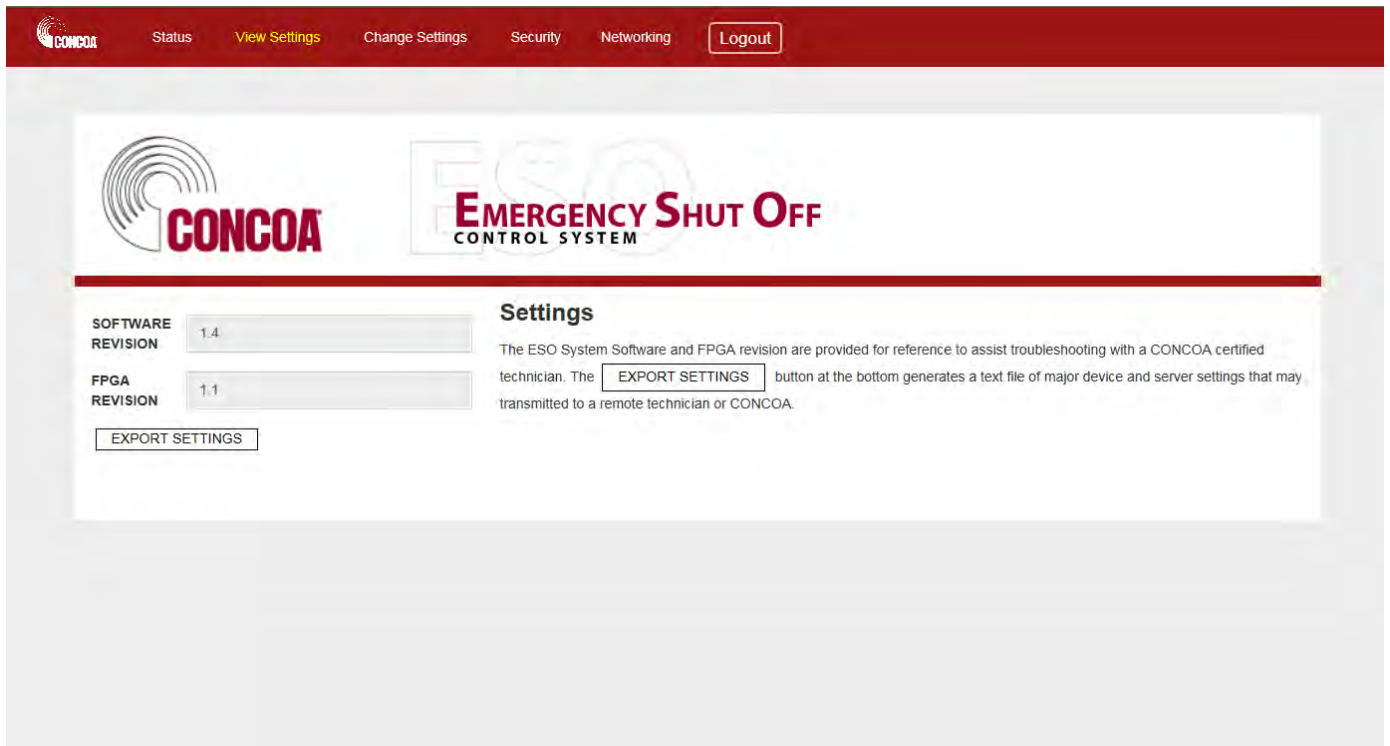 CONCOA Status View Settings Change Settings Security Networking Logout
CONCOA
ESO
EMERGENCY SHUT OFF
CONTROL SYSTEM
SOFTWARE REVISION 1.4
FPGA REVISION 1.1
EXPORT SETTINGS
Settings
The ESO System Software and FPGA revision are provided for reference to assist troubleshooting with a CONCOA certified
technician. The EXPORT SETTINGS button at the bottom generates a text file of major device and server settings that may
transmitted to a remote technician or CONCOA.